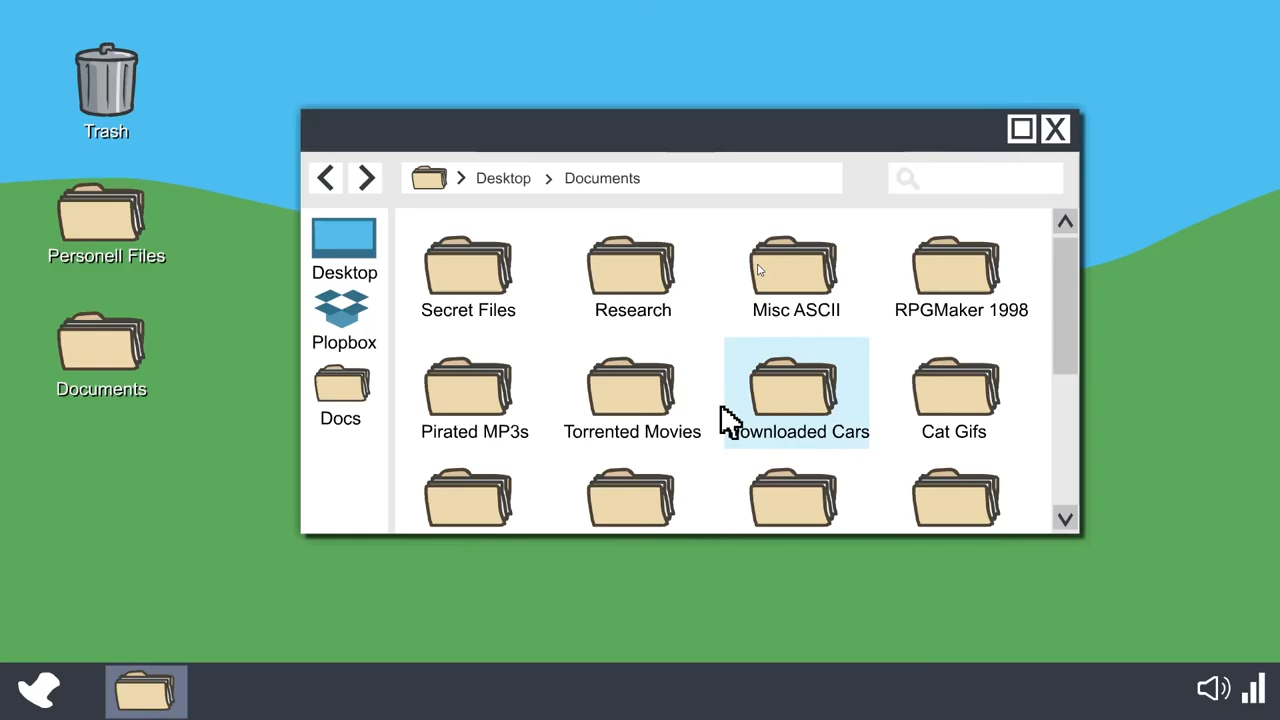 Trash
Personell Files
Documents
Desktop
Documents
Desktop
Plopbox
Docs
Secret Files
Research
Misc ASCII
RPGMaker 1998
Pirated MP3s
Torrented Movies
Downloaded Cars
Cat Gifs